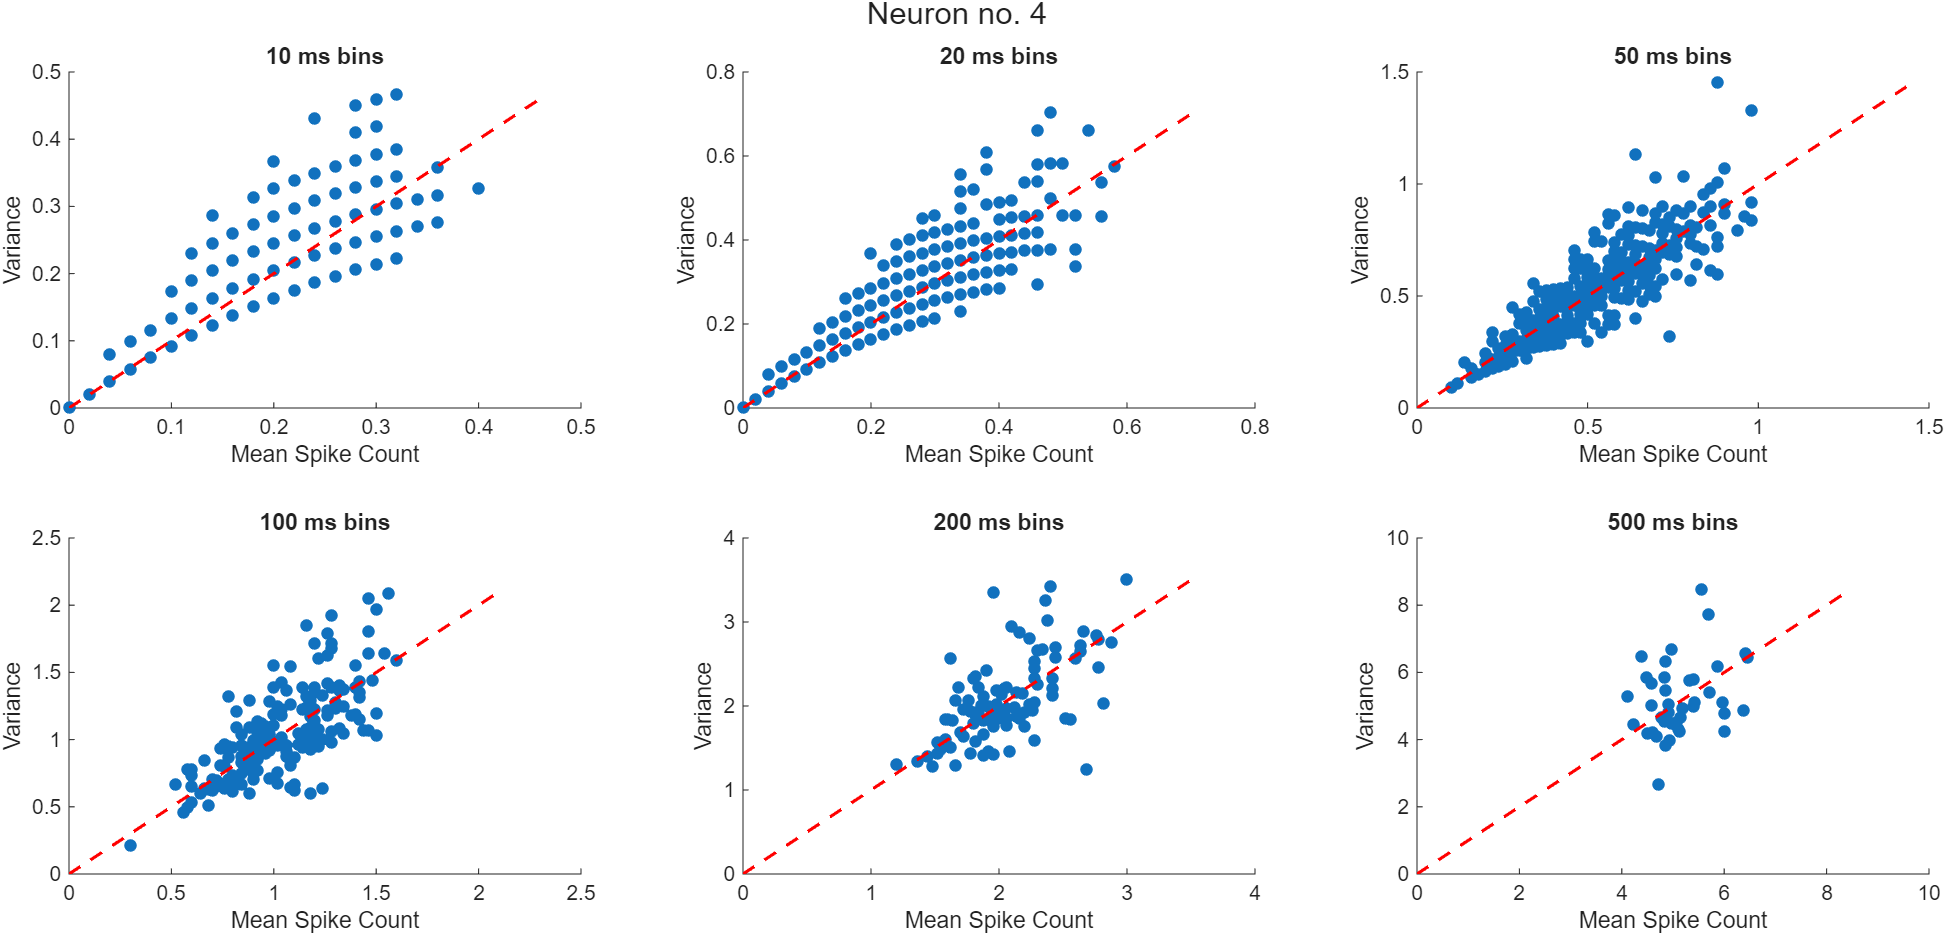 Neuron no. 4
10 ms bins
0.5
0.4
0.3
0.2
0.1
0
Variance
0 0.1 0.2 0.3 0.4 0.5
Mean Spike Count
20 ms bins
0.8
0.6
0.4
0.2
0
Variance
0 0.2 0.4 0.6 0.8
Mean Spike Count
50 ms bins
1.5
1
0.5
0
Variance
0 0.5 1 1.5
Mean Spike Count
100 ms bins
2.5
2
1.5
1
0.5
0
Variance
0 0.5 1 1.5 2 2.5
Mean Spike Count
200 ms bins
4
3
2
1
0
Variance
0 1 2 3 4
Mean Spike Count
500 ms bins
10
8
6
4
2
0
Variance
0 2 4 6 8 10
Mean Spike Count